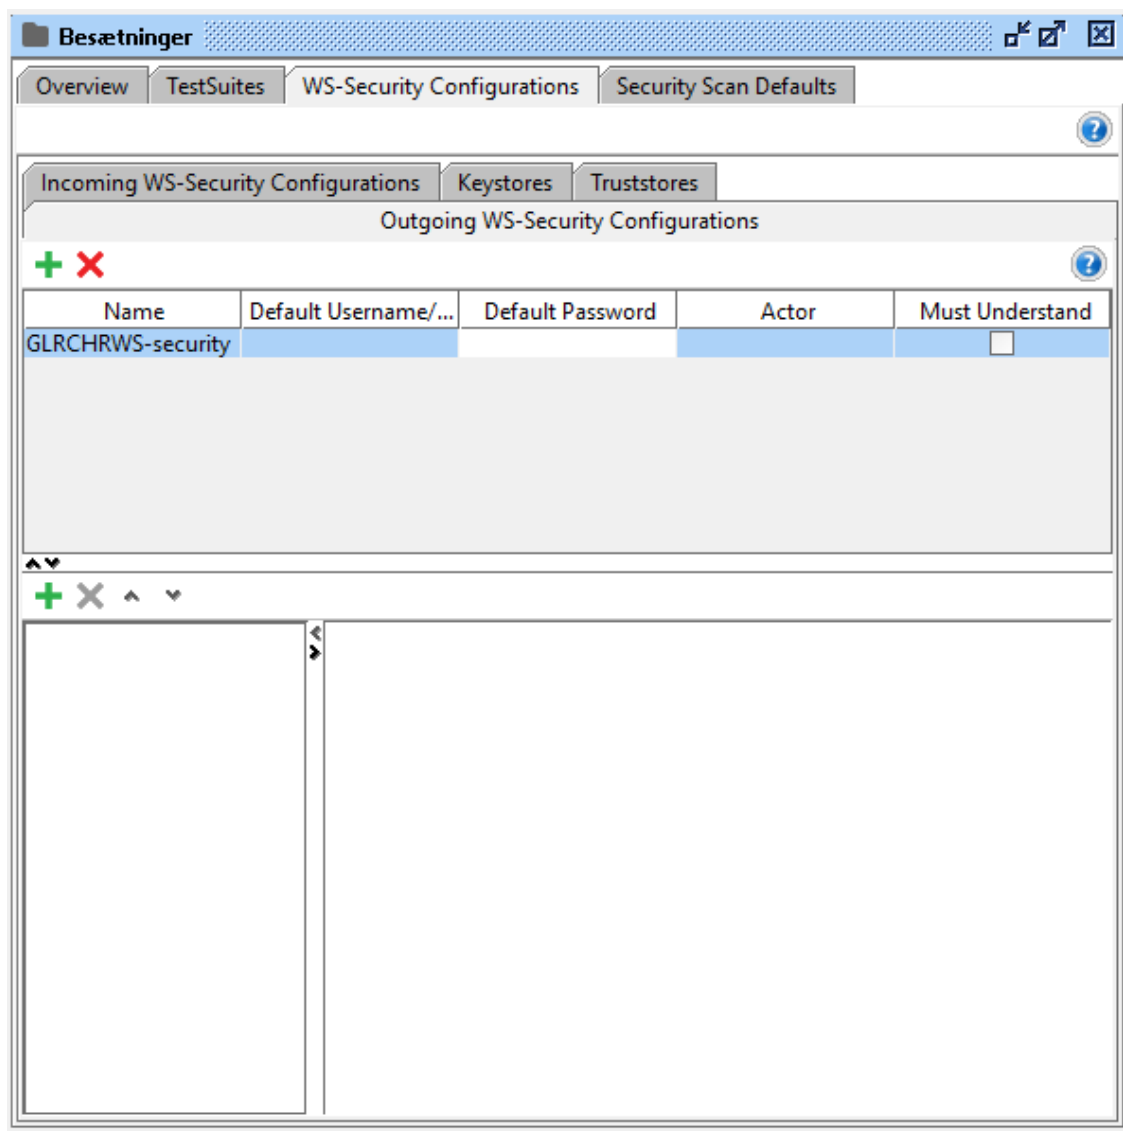 Besætninger
Overview TestSuites WS-Security Configurations Security Scan Defaults
Incoming WS-Security Configurations Keystores Truststores
Outgoing WS-Security Configurations
Name Default Username/... Default Password Actor Must Understand
GLRCHRWS-security